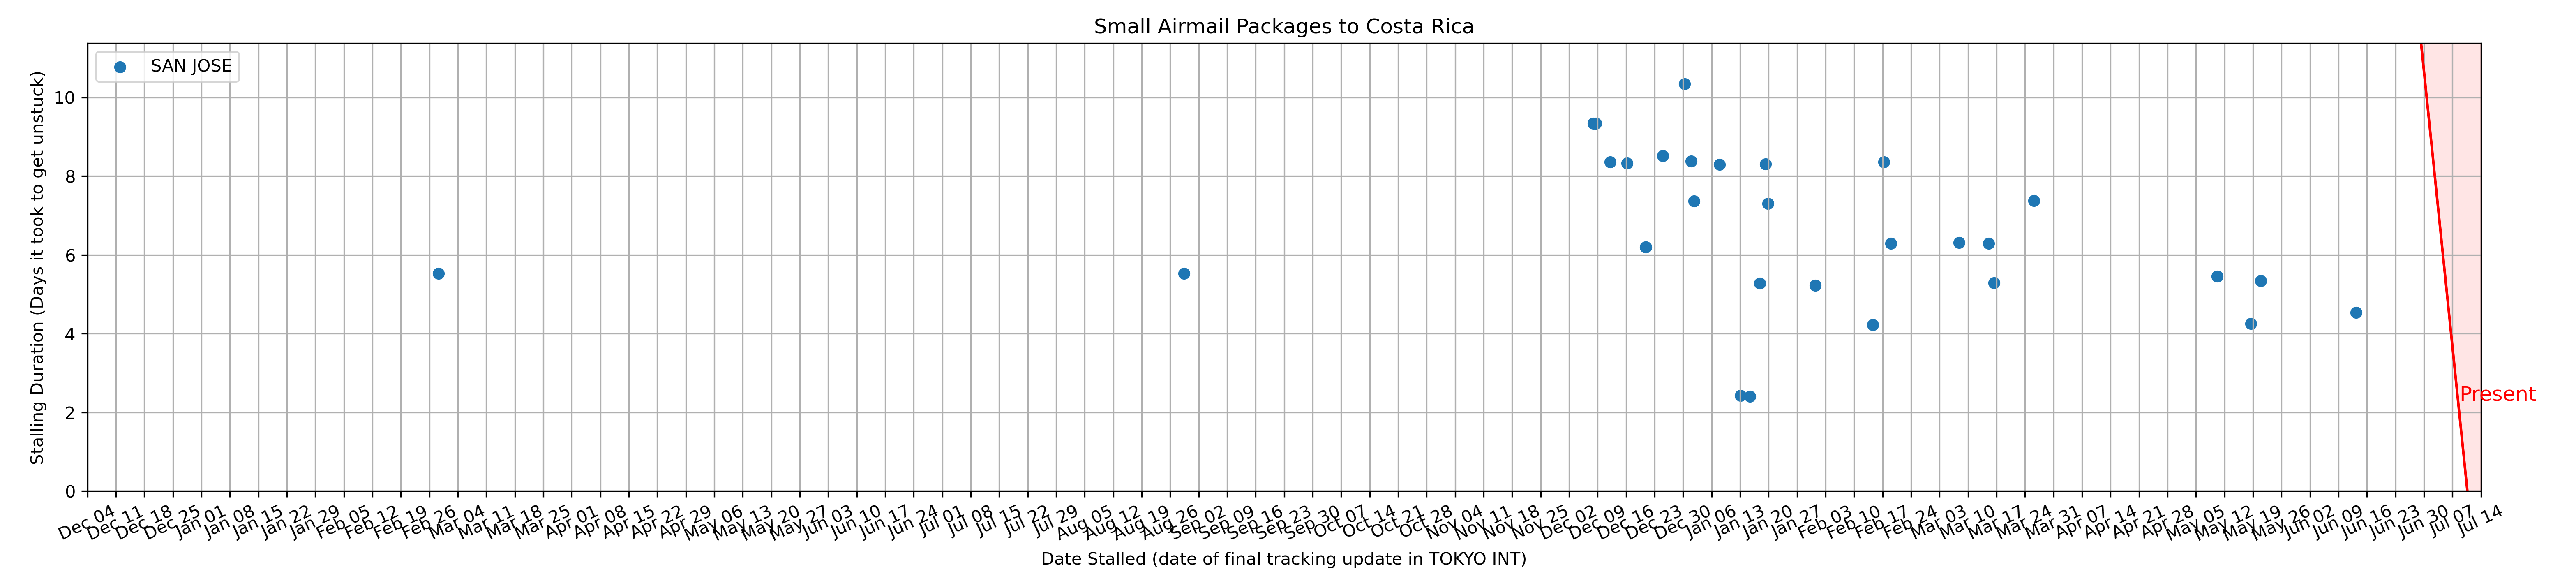 Small Airmail Packages to Costa Rica
SAN JOSE
Stalling Duration (Days it took to get unstuck)
10
8
6
4
2
0
Present
Dec 04 Dec 11 Dec 18 Dec 25 Jan 01 Jan 08 Jan 15 Jan 22 Jan 29 Feb 05 Feb 12 Feb 19 Feb 26 Mar 04 Mar 11 Mar 18 Mar 25 Apr 01 Apr 08 Apr 15 Apr 22 Apr 29 May 06 May 13 May 20 May 27 Jun 03 Jun 10 Jun 17 Jun 24 Jul 01 Jul 08 Jul 15 Jul 22 Jul 29 Aug 05 Aug 12 Aug 19 Aug 26 Sep 02 Sep 09 Sep 16 Sep 23 Sep 30 Oct 07 Oct 14 Oct 21 Oct 28 Nov 04 Nov 11 Nov 18 Nov 25 Dec 02 Dec 09 Dec 16 Dec 23 Dec 30 Jan 06 Jan 13 Jan 20 Jan 27 Feb 03 Feb 10 Feb 17 Feb 24 Mar 03 Mar 10 Mar 17 Mar 24 Mar 31 Apr 07 Apr 14 Apr 21 Apr 28 May 05 May 12 May 19 May 26 Jun 02 Jun 09 Jun 16 Jun 23 Jun 30 Jul 07 Jul 14
Date Stalled (date of final tracking update in TOKYO INT)